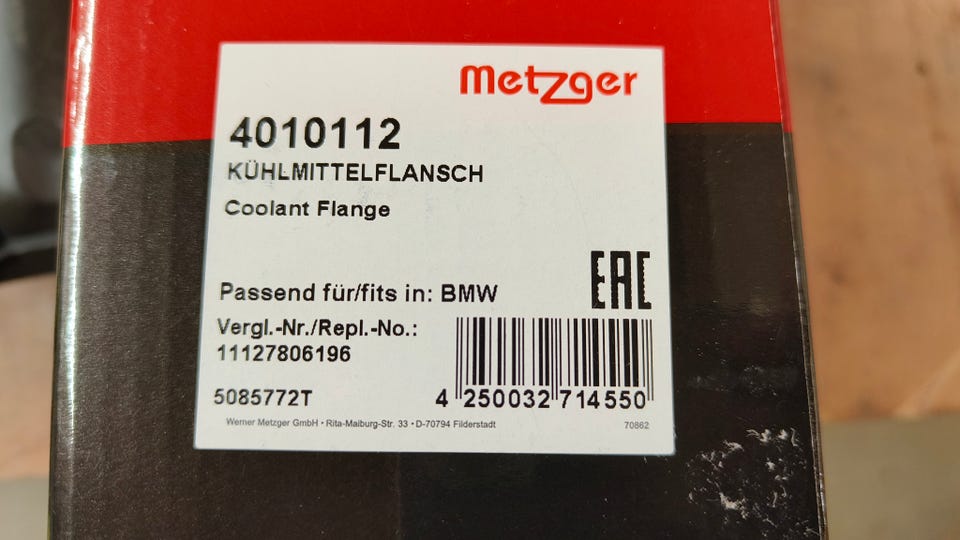 metzger
4010112
KÜHLMITTELFLANSCH
Coolant Flange
EAC
Passend für/fits in: BMW
Vergl.-Nr./Repl.-No.:
11127806196
5085772T
4 250032 714550
Werner Metzger GmbH • Rita-Maiburg-Str. 33 • D-70794 Filderstadt
70862